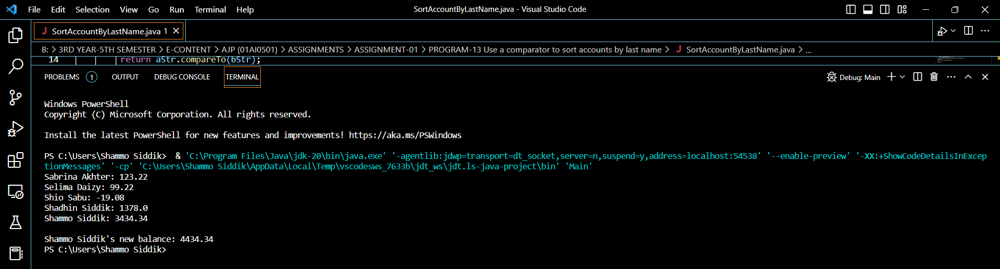 File Edit Selection View Go Run Terminal Help SortAccountByLastName.java - Visual Studio Code
J SortAccountByLastName.java 1
B: > 3RD YEAR-5TH SEMESTER > E-CONTENT > AJP (01AI0501) > ASSIGNMENTS > ASSIGNMENT-01 > PROGRAM-13 Use a comparator to sort accounts by last name > J SortAccountByLastName.java > ...
14 return aStr.compareTo(bStr);
PROBLEMS 1 OUTPUT DEBUG CONSOLE TERMINAL Debug: Main
Windows PowerShell
Copyright (C) Microsoft Corporation. All rights reserved.
Install the latest PowerShell for new features and improvements! https://aka.ms/PSWindows
PS C:\Users\Shammo Siddik>  & 'C:\Program Files\Java\jdk-20\bin\java.exe' '-agentlib:jdwp=transport=dt_socket,server=n,suspend=y,address=localhost:54538' '--enable-preview' '-XX:+ShowCodeDetailsInExcep
tionMessages' '-cp' 'C:\Users\Shammo Siddik\AppData\Local\Temp\vscodesws_7633b\jdt_ws\jdt.ls-java-project\bin' 'Main'
Sabrina Akhter: 123.22
Selima Daizy: 99.22
Shio Sabu: -19.08
Shadhin Siddik: 1378.0
Shammo Siddik: 3434.34
Shammo Siddik's new balance: 4434.34
PS C:\Users\Shammo Siddik>